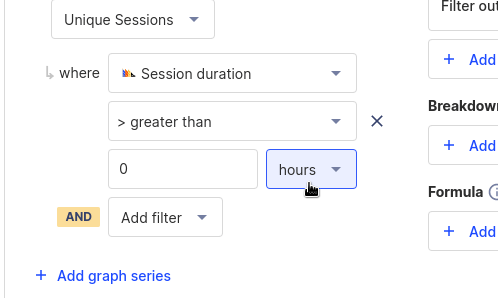 Unique Sessions
where
Session duration
> greater than
0
hours
AND
Add filter
+ Add graph series
Filter out
+ Add
Breakdown
+ Add
Formula
+ Add